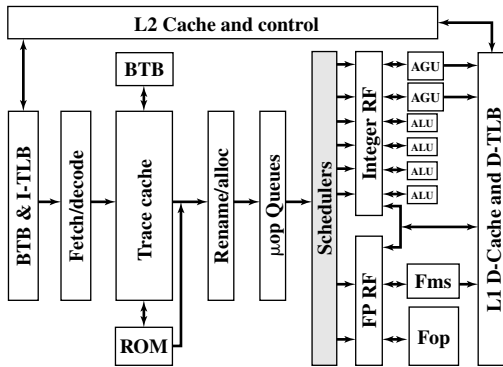 L2 Cache and control
BTB
BTB & I-TLB
Fetch/decode
Trace cache
ROM
Rename/alloc
µop Queues
Schedulers
Integer RF
FP RF
AGU
AGU
ALU
ALU
ALU
ALU
Fms
Fop
L1 D-Cache and D-TLB